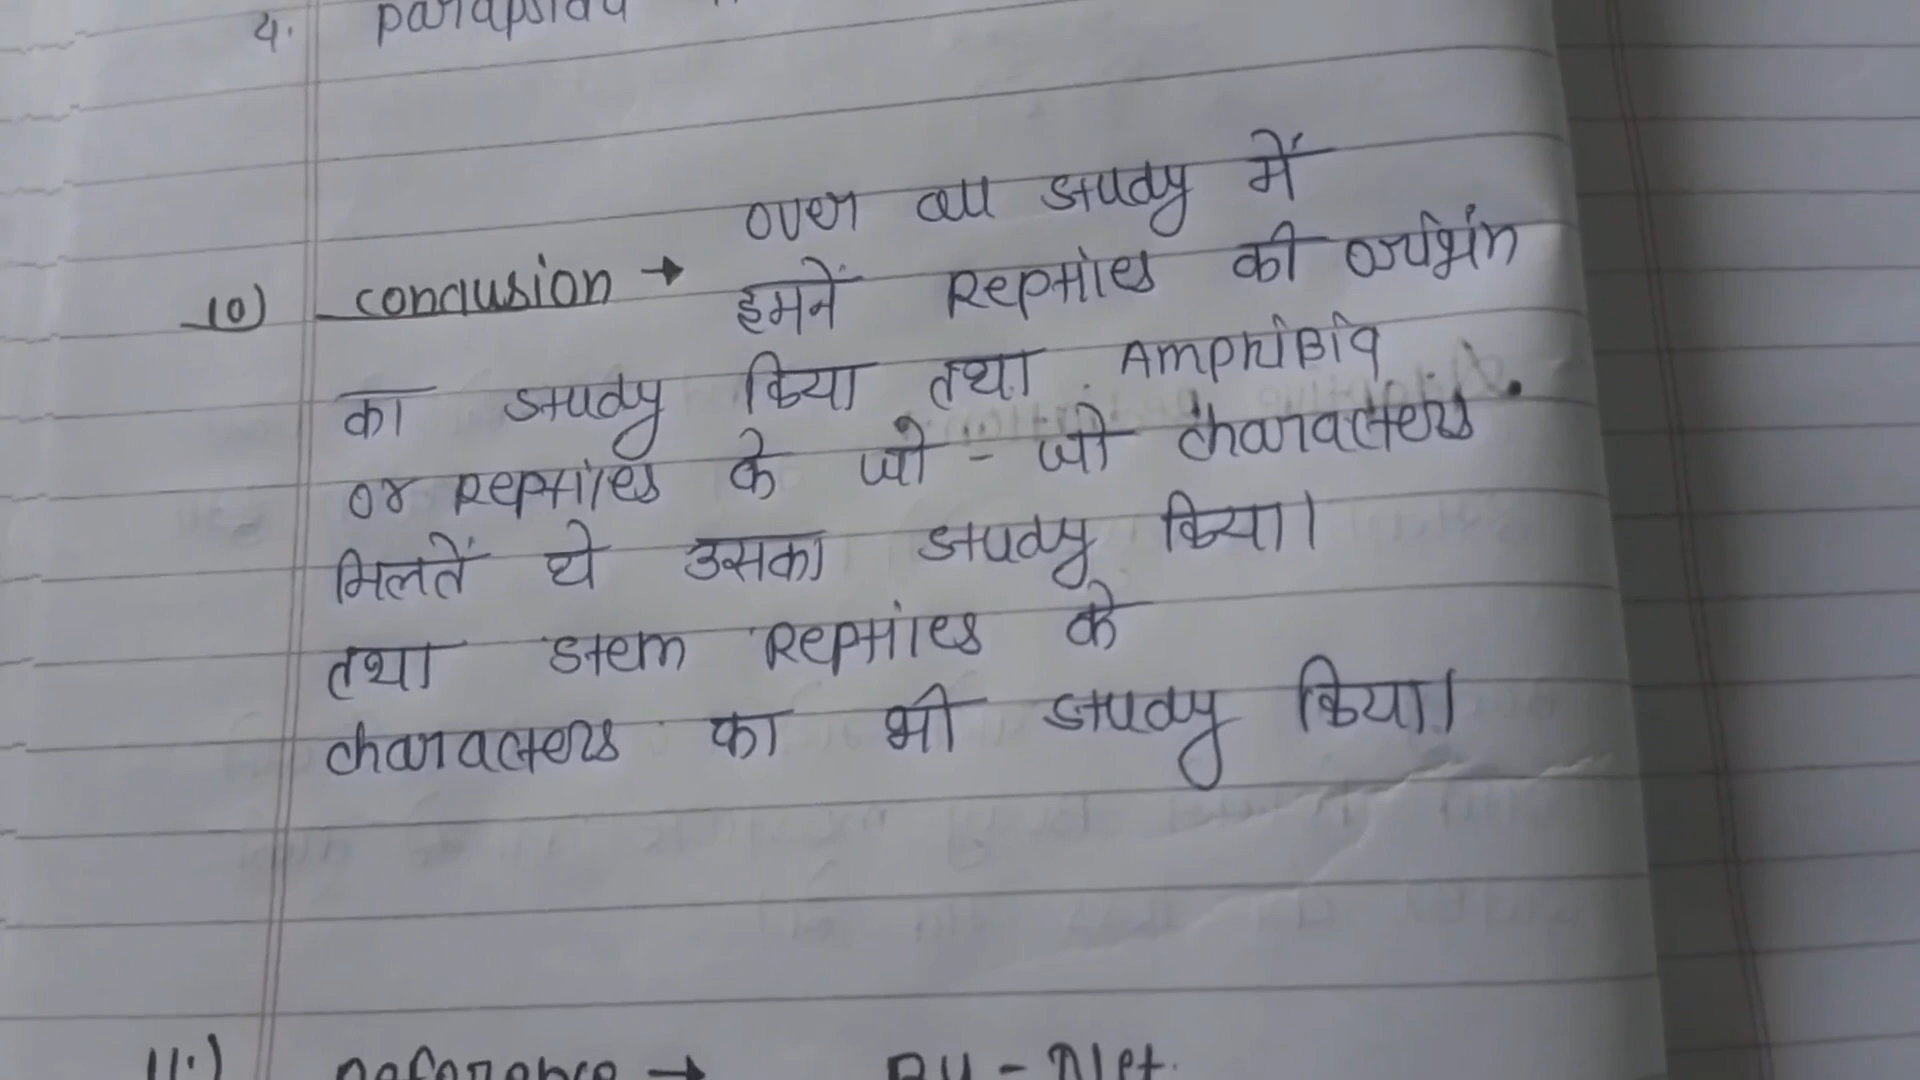 4. parapsida
over all study में
10) conclusion →
हमनें Reptiles की
का study किया तथा AmphiBia
or Reptiles के जो - जो characters
मिलतें थे उसका study किया।
तथा stem Reptiles के
characters का भी study किया।
11.) Reference → By - Net.